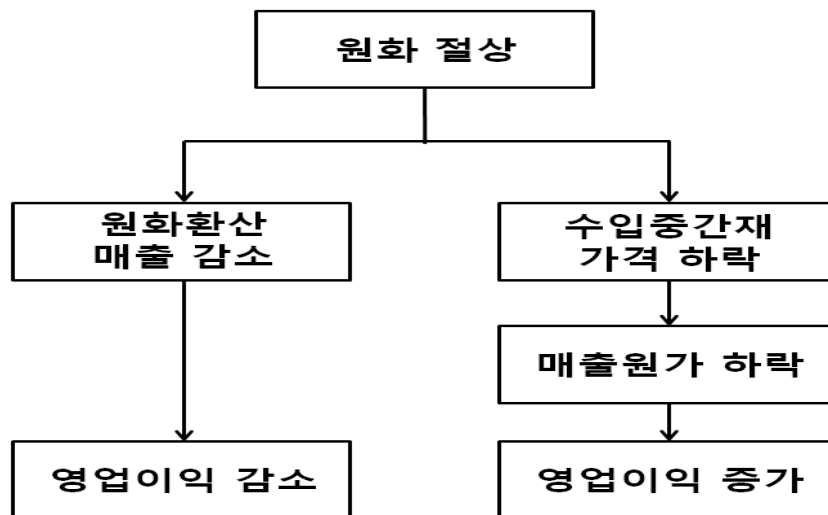 원화 절상
원화환산
매출 감소
수입중간재
가격 하락
매출원가 하락
영업이익 감소
영업이익 증가